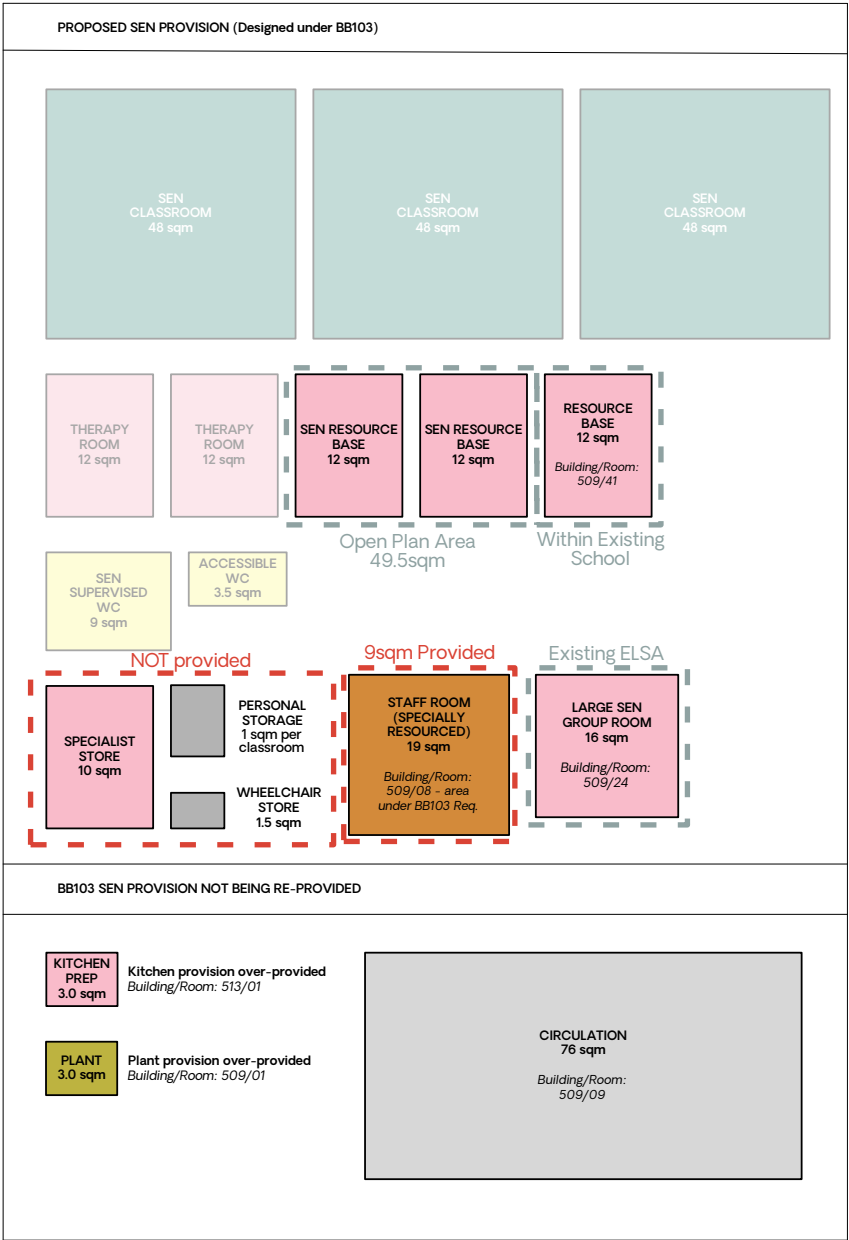 PROPOSED SEN PROVISION (Designed under BB103)
SEN
CLASSROOM
48 sqm
SEN
CLASSROOM
48 sqm
SEN
CLASSROOM
48 sqm
THERAPY
ROOM
12 sqm
THERAPY
ROOM
12 sqm
SEN RESOURCE
BASE
12 sqm
SEN RESOURCE
BASE
12 sqm
RESOURCE
BASE
12 sqm
Building/Room:
509/41
Open Plan Area
49.5sqm
Within Existing
School
SEN
SUPERVISED
WC
9 sqm
ACCESSIBLE
WC
3.5 sqm
NOT provided
9sqm Provided
Existing ELSA
SPECIALIST
STORE
10 sqm
PERSONAL
STORAGE
1 sqm per
classroom
WHEELCHAIR
STORE
1.5 sqm
STAFF ROOM
(SPECIALLY
RESOURCED)
19 sqm
Building/Room:
509/08 - area
under BB103 Req.
LARGE SEN
GROUP ROOM
16 sqm
Building/Room:
509/24
BB103 SEN PROVISION NOT BEING RE-PROVIDED
KITCHEN
PREP
3.0 sqm
Kitchen provision over-provided
Building/Room: 513/01
PLANT
3.0 sqm
Plant provision over-provided
Building/Room: 509/01
CIRCULATION
76 sqm
Building/Room:
509/09